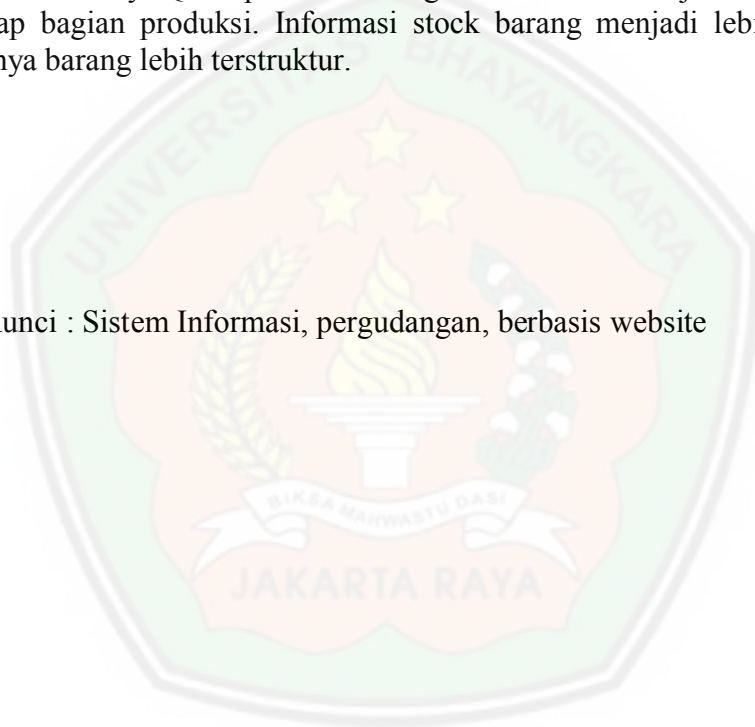 ap bagian produksi. Informasi stock barang menjadi leb
nya barang lebih terstruktur.
unci : Sistem Informasi, pergudangan, berbasis website
UNIVERSITAS BHAYANGKARA
BIKSA MAHWASTU DASI
JAKARTA RAYA